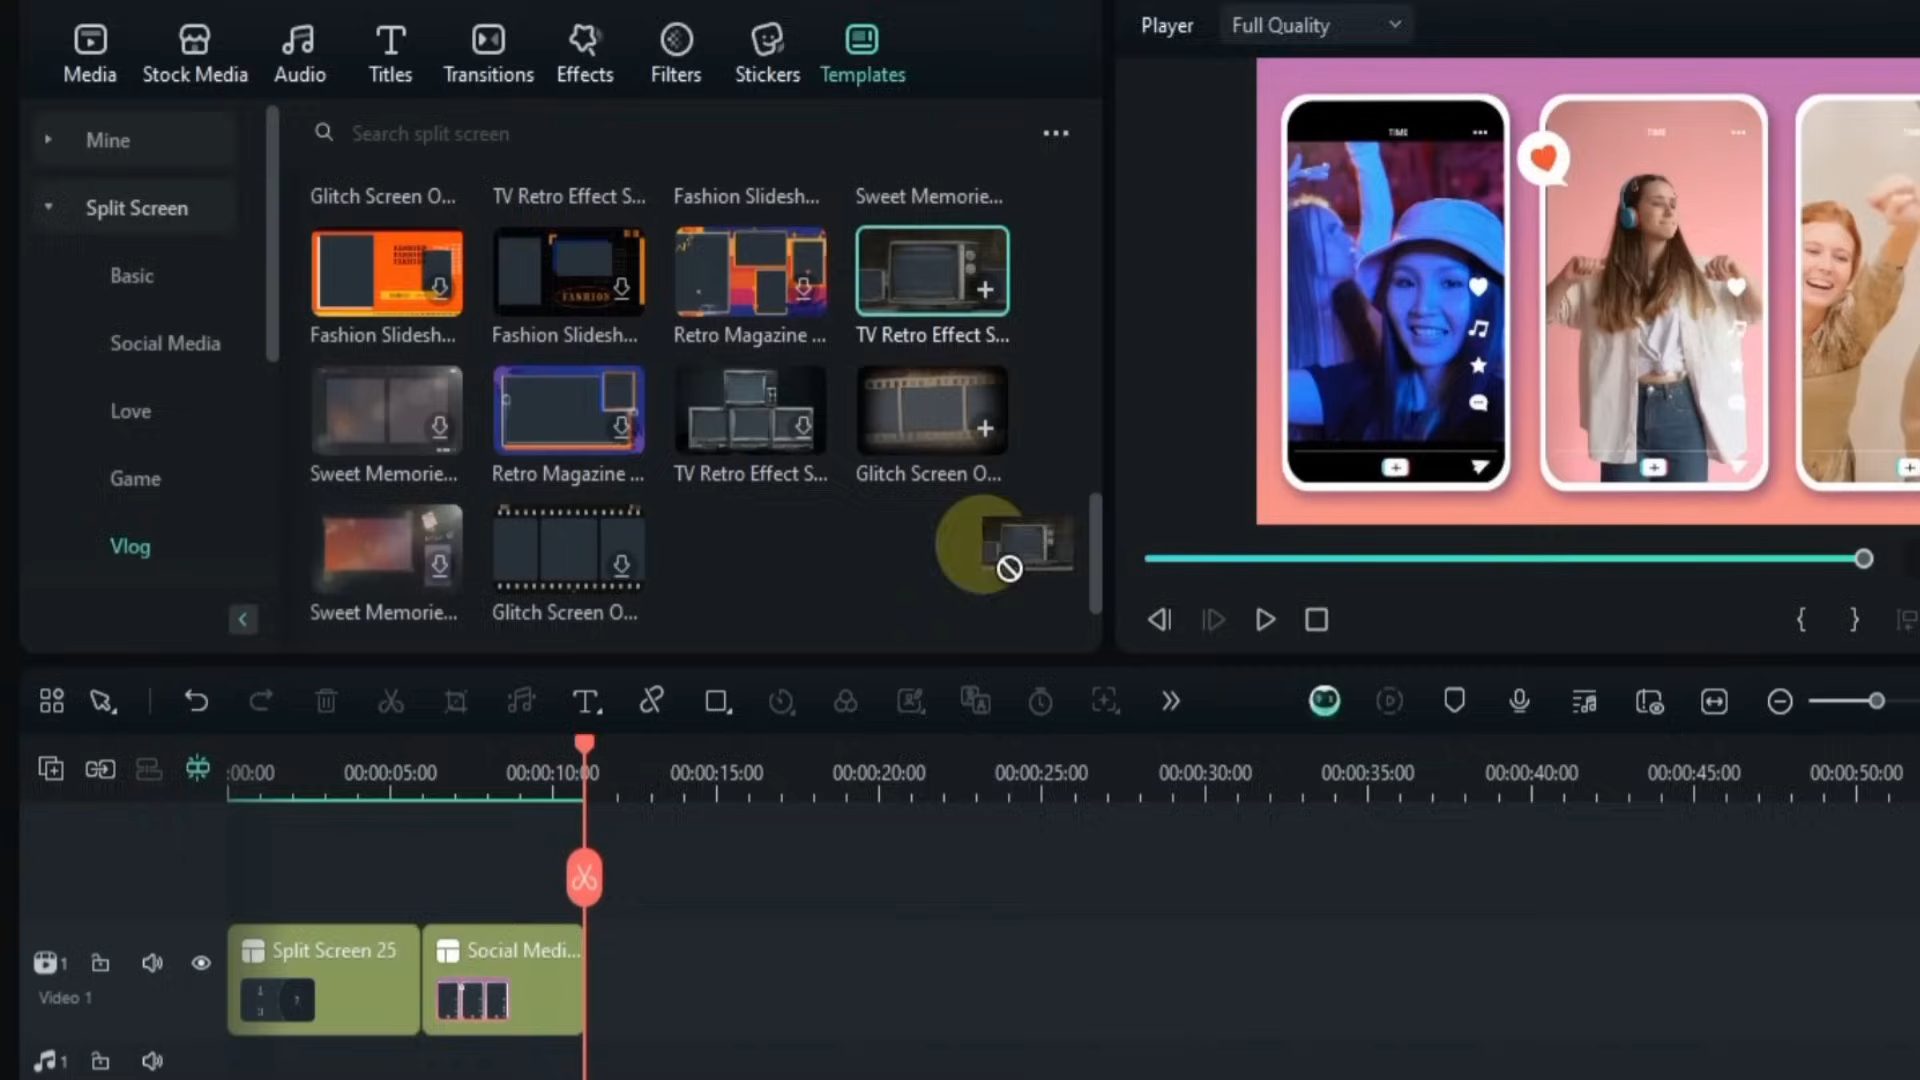 Media
Stock Media
Audio
Titles
Transitions
Effects
Filters
Stickers
Templates
Player
Full Quality
Mine
Split Screen
Basic
Social Media
Love
Game
Vlog
Search split screen
Glitch Screen O...
TV Retro Effect S...
Fashion Slidesh...
Sweet Memorie...
FASHION
Fashion Slidesh...
Fashion Slidesh...
Retro Magazine ...
TV Retro Effect S...
Sweet Memorie...
Retro Magazine ...
TV Retro Effect S...
Glitch Screen O...
Sweet Memorie...
Glitch Screen O...
TIME
TIME
:00:00
00:00:05:00
00:00:10:00
00:00:15:00
00:00:20:00
00:00:25:00
00:00:30:00
00:00:35:00
00:00:40:00
00:00:45:00
00:00:50:00
Split Screen 25
Social Medi...
1
Video 1
1